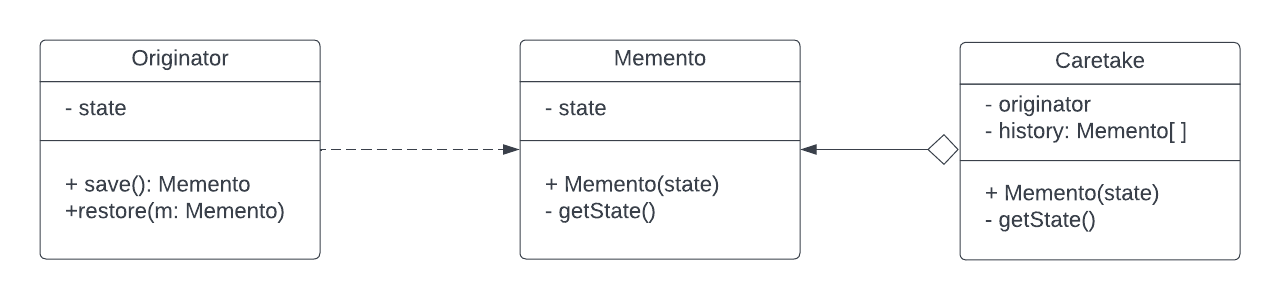 Originator
- state
+ save(): Memento
+restore(m: Memento)
Memento
- state
+ Memento(state)
- getState()
Caretake
- originator
- history: Memento[ ]
+ Memento(state)
- getState()